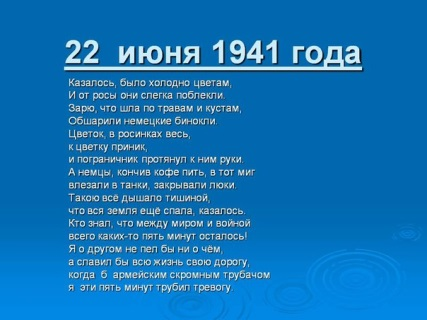 22 июня 1941 года
Казалось, было холодно цветам,
И от росы они слегка поблекли.
Зарю, что шла по травам и кустам,
Обшарили немецкие бинокли.
Цветок, в росинках весь,
к цветку приник,
и пограничник протянул к ним руки.
А немцы, кончив кофе пить, в тот миг
влезали в танки, закрывали люки.
Такою всё дышало тишиной,
что вся земля ещё спала, казалось.
Кто знал, что между миром и войной
всего каких-то пять минут осталось!
Я о другом не пел бы ни о чём,
а славил бы всю жизнь свою дорогу,
когда б армейским скромным трубачом
я эти пять минут трубил тревогу.